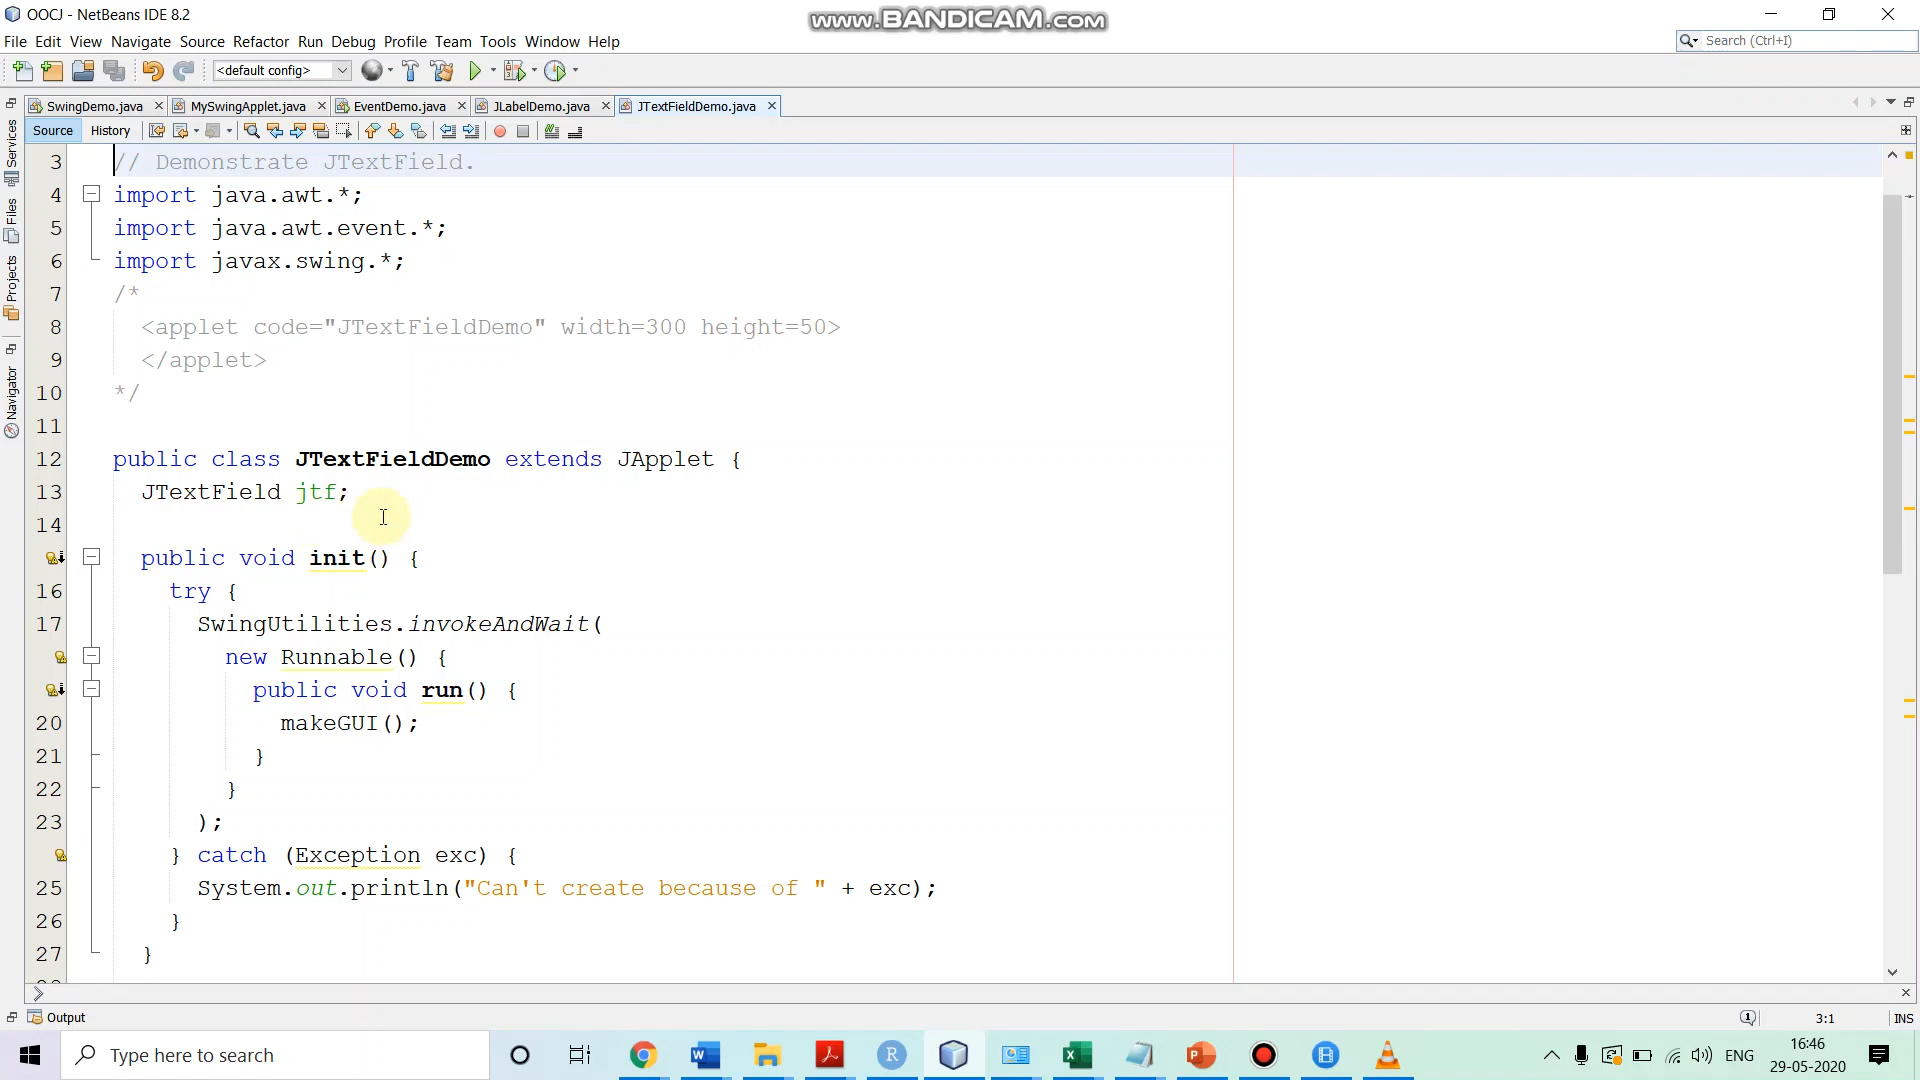 OOCJ - NetBeans IDE 8.2
www.BANDICAM.com
File Edit View Navigate Source Refactor Run Debug Profile Team Tools Window Help
Search (Ctrl+I)
<default config>
SwingDemo.java MySwingApplet.java EventDemo.java JLabelDemo.java JTextFieldDemo.java
Source History
Services
Files
Projects
Navigator
3 // Demonstrate JTextField.
4 import java.awt.*;
5 import java.awt.event.*;
6 import javax.swing.*;
7 /*
8 <applet code="JTextFieldDemo" width=300 height=50>
9 </applet>
10 */
11
12 public class JTextFieldDemo extends JApplet {
13 JTextField jtf;
14
public void init() {
16 try {
17 SwingUtilities.invokeAndWait(
new Runnable() {
public void run() {
20 makeGUI();
21 }
22 }
23 );
} catch (Exception exc) {
25 System.out.println("Can't create because of " + exc);
26 }
27 }
Output
3:1 INS
Type here to search
ENG
16:46
29-05-2020